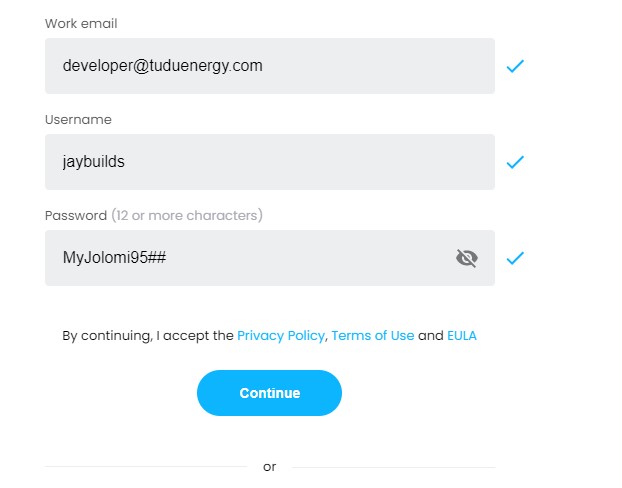 Work email
developer@tuduenergy.com
Username
jaybuilds
Password (12 or more characters)
MyJolomi95##
By continuing, I accept the Privacy Policy, Terms of Use and EULA
Continue
or